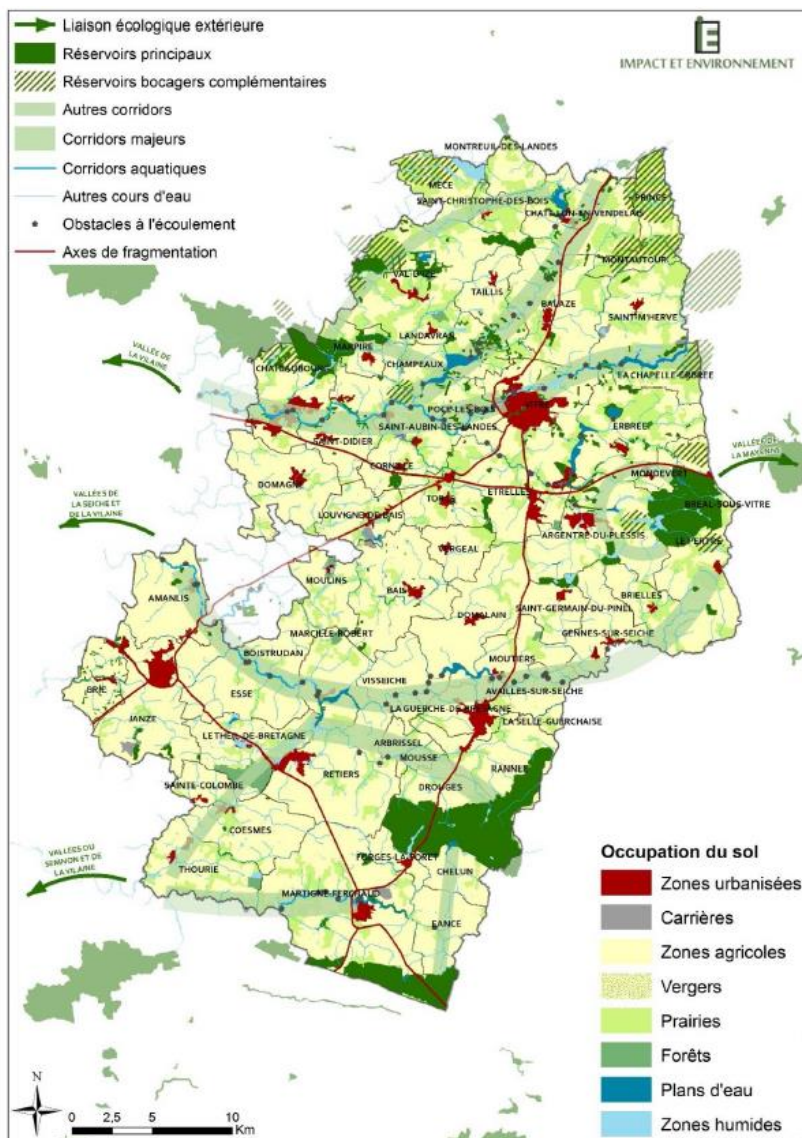 Liaison écologique extérieure
Réservoirs principaux
Réservoirs bocagers complémentaires
Autres corridors
Corridors majeurs
Corridors aquatiques
Autres cours d'eau
Obstacles à l'écoulement
Axes de fragmentation
IE
IMPACT ET ENVIRONNEMENT
MONTREUIL-DES-LANDES
MECE
SAINT-CHRISTOPHE-DES-BOIS
CHATILLON-EN-VENDELAIS
PRINCE
MONTAUTOUR
VAL-D'IZE
TAILLIS
BALAZE
SAINT-M'HERVE
LANDAVRAN
MARPIRE
CHAMPEAUX
CHATEAUBOURG
LA CHAPELLE-ERBREE
VALLÉE DE
LA VILAINE
POCE-LES-BOIS
VITRE
SAINT-AUBIN-DES-LANDES
ERBREE
SAINT-DIDIER
CORNILLE
MONDEVERT
VALLÉE DE
LA MAYENNE
DOMAGNE
TORCE
ETRELLES
BREAL-SOUS-VITRE
VALLÉES DE
LA SEICHE ET
DE LA VILAINE
LOUVIGNE-DE-BAIS
ARGENTRE-DU-PLESSIS
LE PERTRE
VERGEAL
MOULINS
AMANLIS
BAIS
BRIELLES
SAINT-GERMAIN-DU-PINEL
DOMALAIN
MARCILLE-ROBERT
GENNES-SUR-SEICHE
BOISTRUDAN
MOUTIERS
VISSEICHE
BRIE
ESSE
AVAILLES-SUR-SEICHE
LA GUERCHE-DE-BRETAGNE
JANZE
LA SELLE-GUERCHAISE
LE THEIL-DE-BRETAGNE
ARBRISSEL
MOUSSE
RETIERS
RANNEE
DROUGES
SAINTE-COLOMBE
COESMES
FORGES-LA-FORET
CHELUN
THOURIE
VALLÉES DU
SEMNON ET DE
LA VILAINE
MARTIGNE-FERCHAUD
EANCE
Occupation du sol
Zones urbanisées
Carrières
Zones agricoles
Vergers
Prairies
Forêts
Plans d'eau
Zones humides
N
0 2,5 5 10
Km